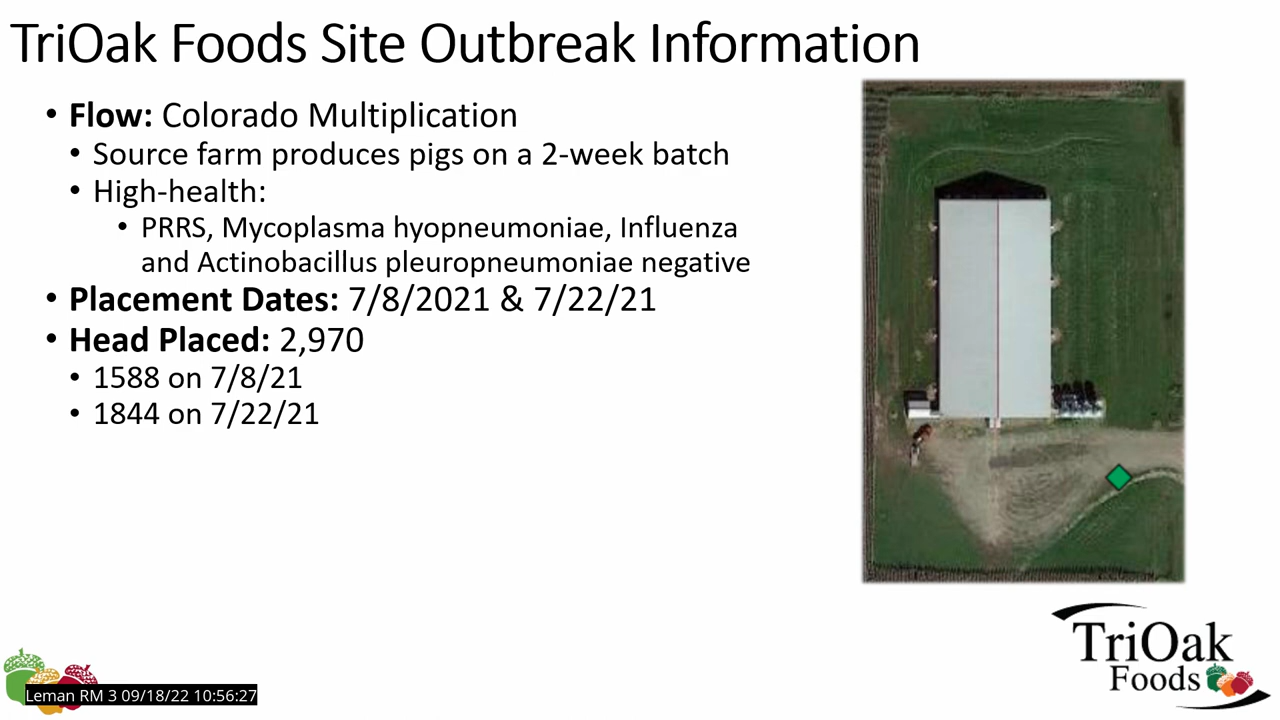 TriOak Foods Site Outbreak Information
• Flow: Colorado Multiplication
• Source farm produces pigs on a 2-week batch
• High-health:
• PRRS, Mycoplasma hyopneumoniae, Influenza
and Actinobacillus pleuropneumoniae negative
• Placement Dates: 7/8/2021 & 7/22/21
• Head Placed: 2,970
• 1588 on 7/8/21
• 1844 on 7/22/21
TriOak
Foods
Leman RM 3 09/18/22 10:56:27